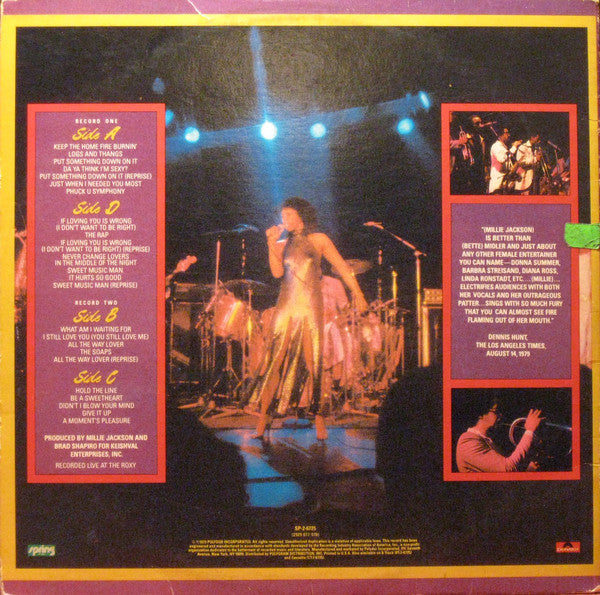 RECORD ONE
Side A
KEEP THE HOME FIRE BURNIN'
LOGS AND THANGS
PUT SOMETHING DOWN ON IT
DA YA THINK I'M SEXY?
PUT SOMETHING DOWN ON IT (REPRISE)
JUST WHEN I NEEDED YOU MOST
PHUCK U SYMPHONY
Side D
IF LOVING YOU IS WRONG
(I DON'T WANT TO BE RIGHT)
THE RAP
IF LOVING YOU IS WRONG
(I DON'T WANT TO BE RIGHT) (REPRISE)
NEVER CHANGE LOVERS
IN THE MIDDLE OF THE NIGHT
SWEET MUSIC MAN
IT HURTS SO GOOD
SWEET MUSIC MAN (REPRISE)
RECORD TWO
Side B
WHAT AM I WAITING FOR
I STILL LOVE YOU (YOU STILL LOVE ME)
ALL THE WAY LOVER
THE SOAPS
ALL THE WAY LOVER (REPRISE)
Side C
HOLD THE LINE
BE A SWEETHEART
DIDN'T I BLOW YOUR MIND
GIVE IT UP
A MOMENT'S PLEASURE
PRODUCED BY MILLIE JACKSON AND
BRAD SHAPIRO FOR KEISHVAL
ENTERPRISES, INC.
RECORDED LIVE AT THE ROXY
"(MILLIE JACKSON)
IS BETTER THAN
(BETTE) MIDLER AND JUST ABOUT
ANY OTHER FEMALE ENTERTAINER
YOU CAN NAME—DONNA SUMMER,
BARBRA STREISAND, DIANA ROSS,
LINDA RONSTADT, ETC....(MILLIE)...
ELECTRIFIES AUDIENCES WITH BOTH
HER VOCALS AND HER OUTRAGEOUS
PATTER...SINGS WITH SO MUCH FURY
THAT YOU CAN ALMOST SEE FIRE
FLAMING OUT OF HER MOUTH."
DENNIS HUNT,
THE LOS ANGELES TIMES,
AUGUST 14, 1979
SP-2-6725
spring